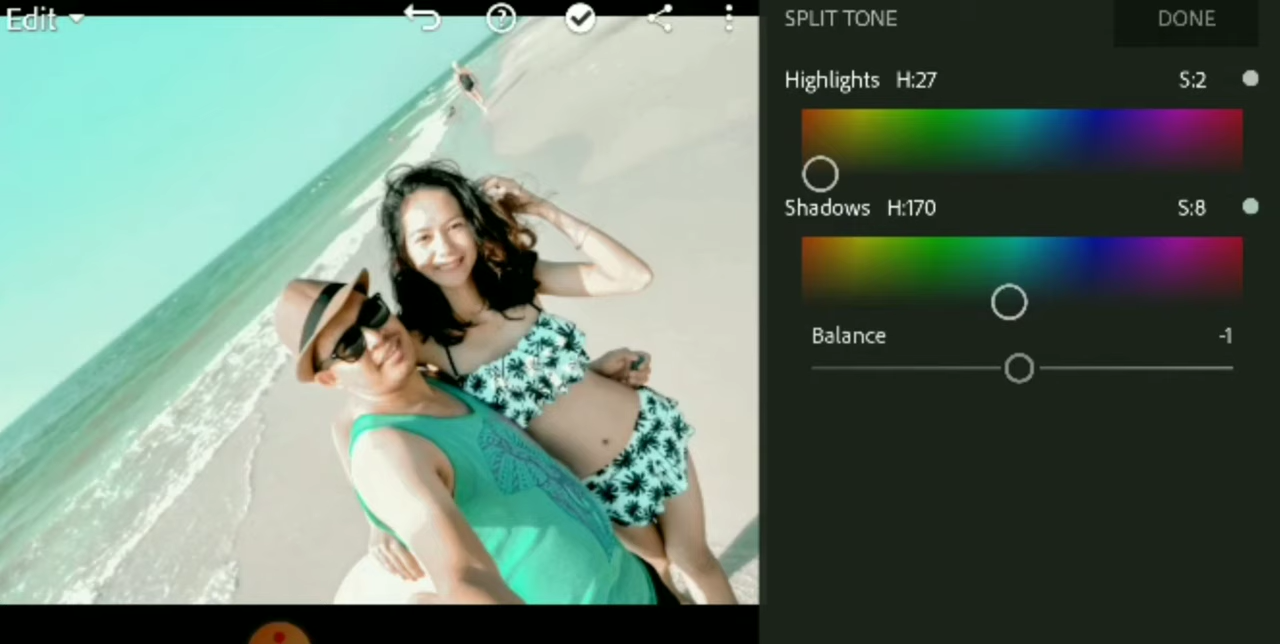 Edit
SPLIT TONE
DONE
Highlights H:27 S:2
Shadows H:170 S:8
Balance -1